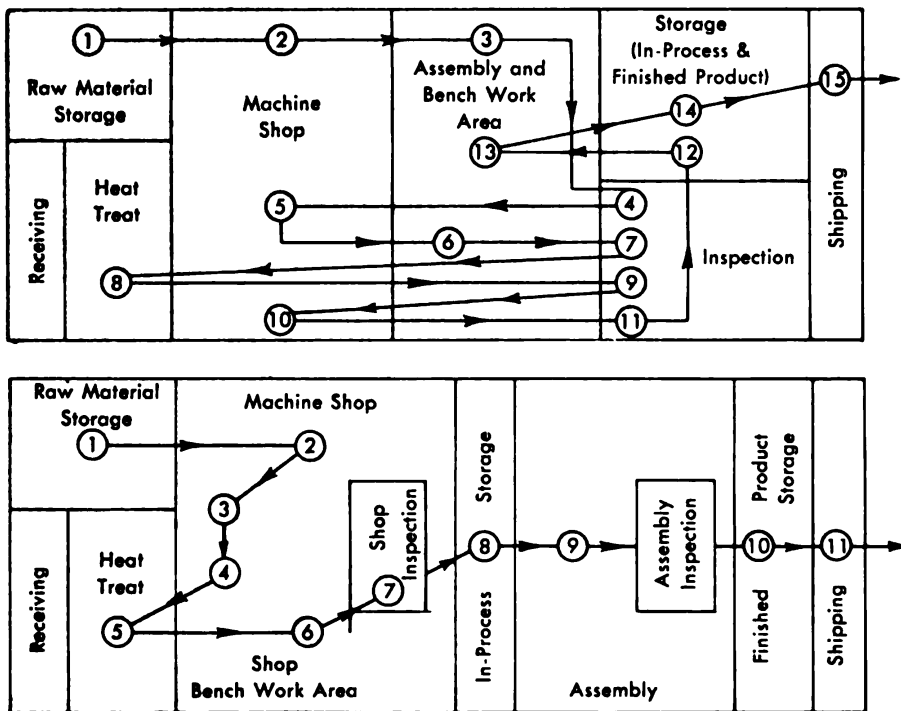 1
2
3
Raw Material
Storage
Machine
Shop
Assembly and
Bench Work
Area
Storage
(In-Process &
Finished Product)
15
14
13
12
Receiving
Heat
Treat
5
4
6
7
8
9
10
11
Inspection
Shipping
Raw Material
Storage
1
Machine Shop
2
3
4
Receiving
Heat
Treat
5
6
Shop
Inspection
7
Shop
Bench Work Area
Storage
8
In-Process
9
Assembly
Inspection
Assembly
Product
Storage
10
Finished
11
Shipping